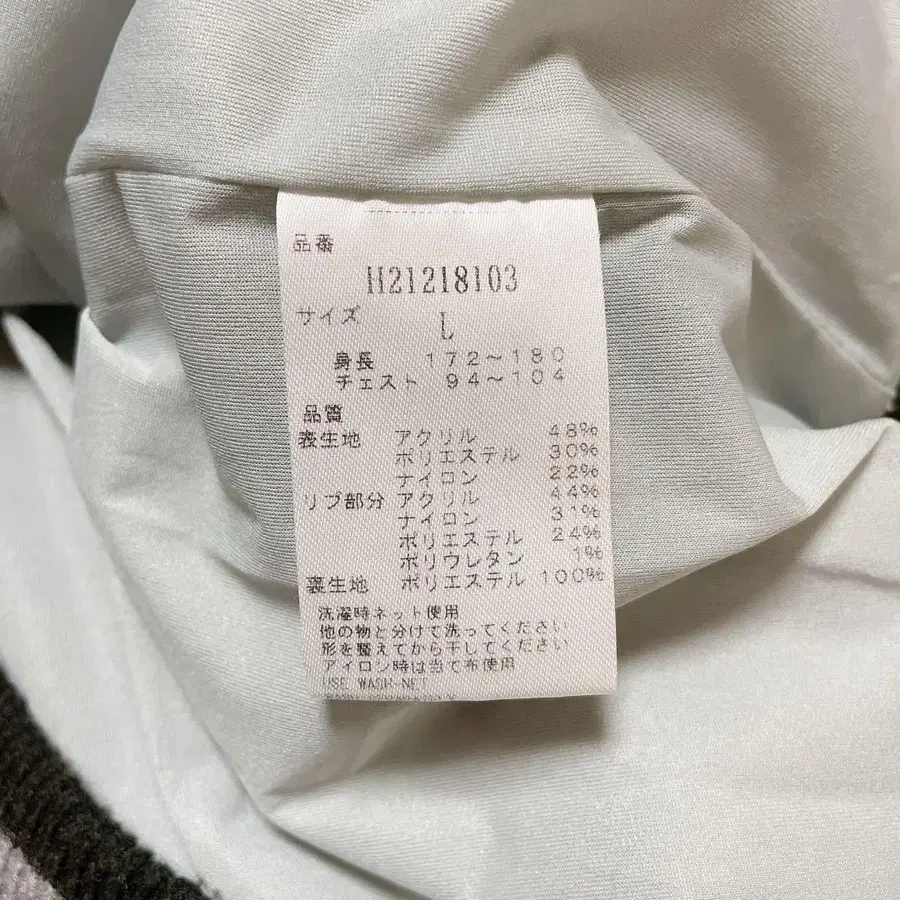 品番
H21218103
サイズ L
身長 172～180
チェスト 94～104
品質
表生地 アクリル 48%
ポリエステル 30%
ナイロン 22%
リブ部分 アクリル 44%
ナイロン 31%
ポリエステル 24%
ポリウレタン 1%
裏生地 ポリエステル 100%
洗濯時ネット使用
他の物と分けて洗ってください
形を整えてから干してください
アイロン時は当て布使用
USE WASH-NET